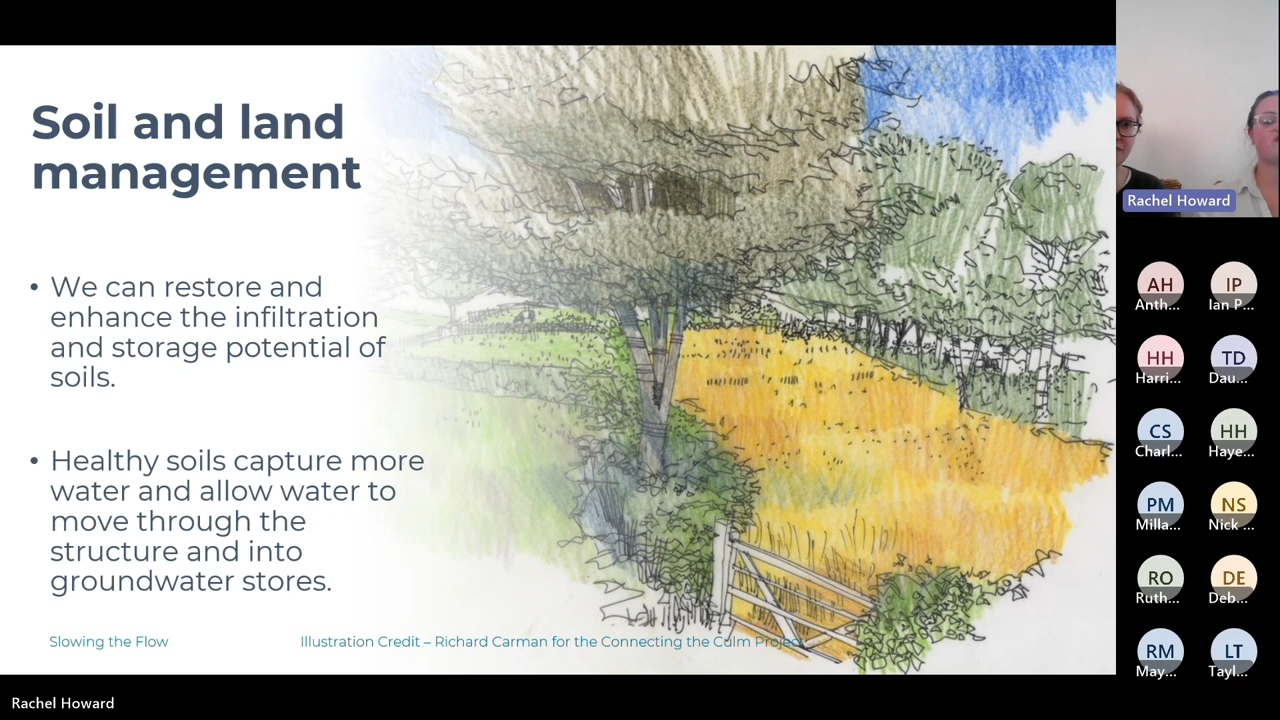 Soil and land
management
• We can restore and
enhance the infiltration
and storage potential of
soils.
• Healthy soils capture more
water and allow water to
move through the
structure and into
groundwater stores.
Slowing the Flow
Illustration Credit – Richard Carman for the Connecting the Culm Project
Rachel Howard
Rachel Howard
AH
Anth...
IP
Ian P...
HH
Harri...
TD
Dau...
CS
Charl...
HH
Haye...
PM
Milla...
NS
Nick ...
RO
Ruth...
DE
Deb...
RM
May...
LT
Tayl...